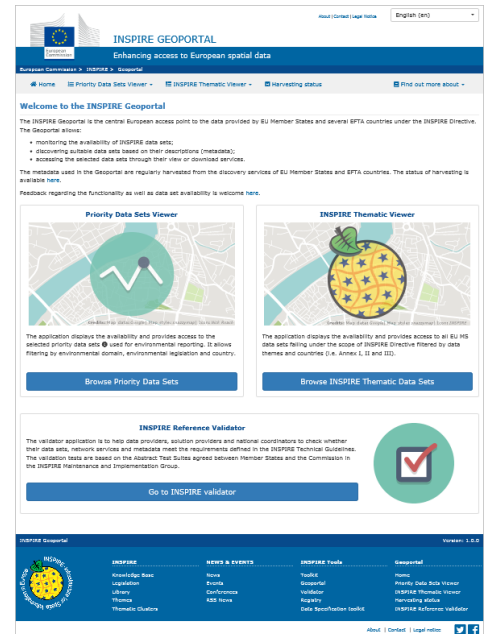 About | Contact | Legal Notice
English (en)
European Commission
INSPIRE GEOPORTAL
Enhancing access to European spatial data
European Commission > INSPIRE > Geoportal
Home
Priority Data Sets Viewer
INSPIRE Thematic Viewer
Harvesting status
Find out more about
Welcome to the INSPIRE Geoportal
The INSPIRE Geoportal is the central European access point to the data provided by EU Member States and several EFTA countries under the INSPIRE Directive.
The Geoportal allows:
• monitoring the availability of INSPIRE data sets;
• discovering suitable data sets based on their descriptions (metadata);
• accessing the selected data sets through their view or download services.
The metadata used in the Geoportal are regularly harvested from the discovery services of EU Member States and EFTA countries. The status of harvesting is
available here.
Feedback regarding the functionality as well as data set availability is welcome here.
Priority Data Sets Viewer
The application displays the availability and provides access to the
selected priority data sets used for environmental reporting. It allows
filtering by environmental domain, environmental legislation and country.
Browse Priority Data Sets
INSPIRE Thematic Viewer
The application displays the availability and provides access to all EU MS
data sets falling under the scope of INSPIRE Directive filtered by data
themes and countries (i.e. Annex I, II and III).
Browse INSPIRE Thematic Data Sets
INSPIRE Reference Validator
The validator application is to help data providers, solution providers and national coordinators to check whether
their data sets, network services and metadata meet the requirements defined in the INSPIRE Technical Guidelines.
The validation tests are based on the Abstract Test Suites agreed between Member States and the Commission in
the INSPIRE Maintenance and Implementation Group.
Go to INSPIRE validator
INSPIRE Geoportal
Version: 1.0.0
INSPIRE
Knowledge Base
Legislation
Library
Themes
Thematic Clusters
NEWS & EVENTS
News
Events
Conferences
RSS News
INSPIRE Tools
Toolkit
Geoportal
Validator
Registry
Data Specification toolkit
Geoportal
Home
Priority Data Sets Viewer
INSPIRE Thematic Viewer
Harvesting status
INSPIRE Reference Validator
About | Contact | Legal notice